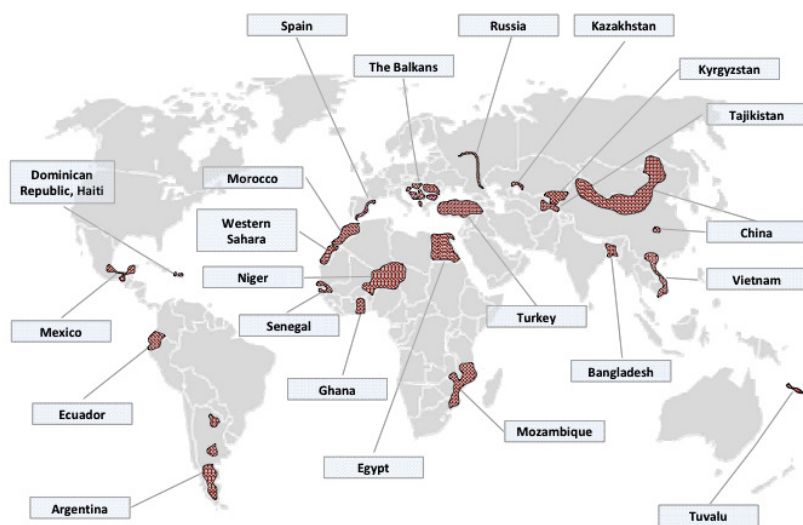 Spain
Russia
Kazakhstan
The Balkans
Kyrgyzstan
Tajikistan
Dominican
Republic, Haiti
Morocco
Western
Sahara
China
Niger
Vietnam
Mexico
Senegal
Turkey
Bangladesh
Ghana
Ecuador
Mozambique
Egypt
Argentina
Tuvalu